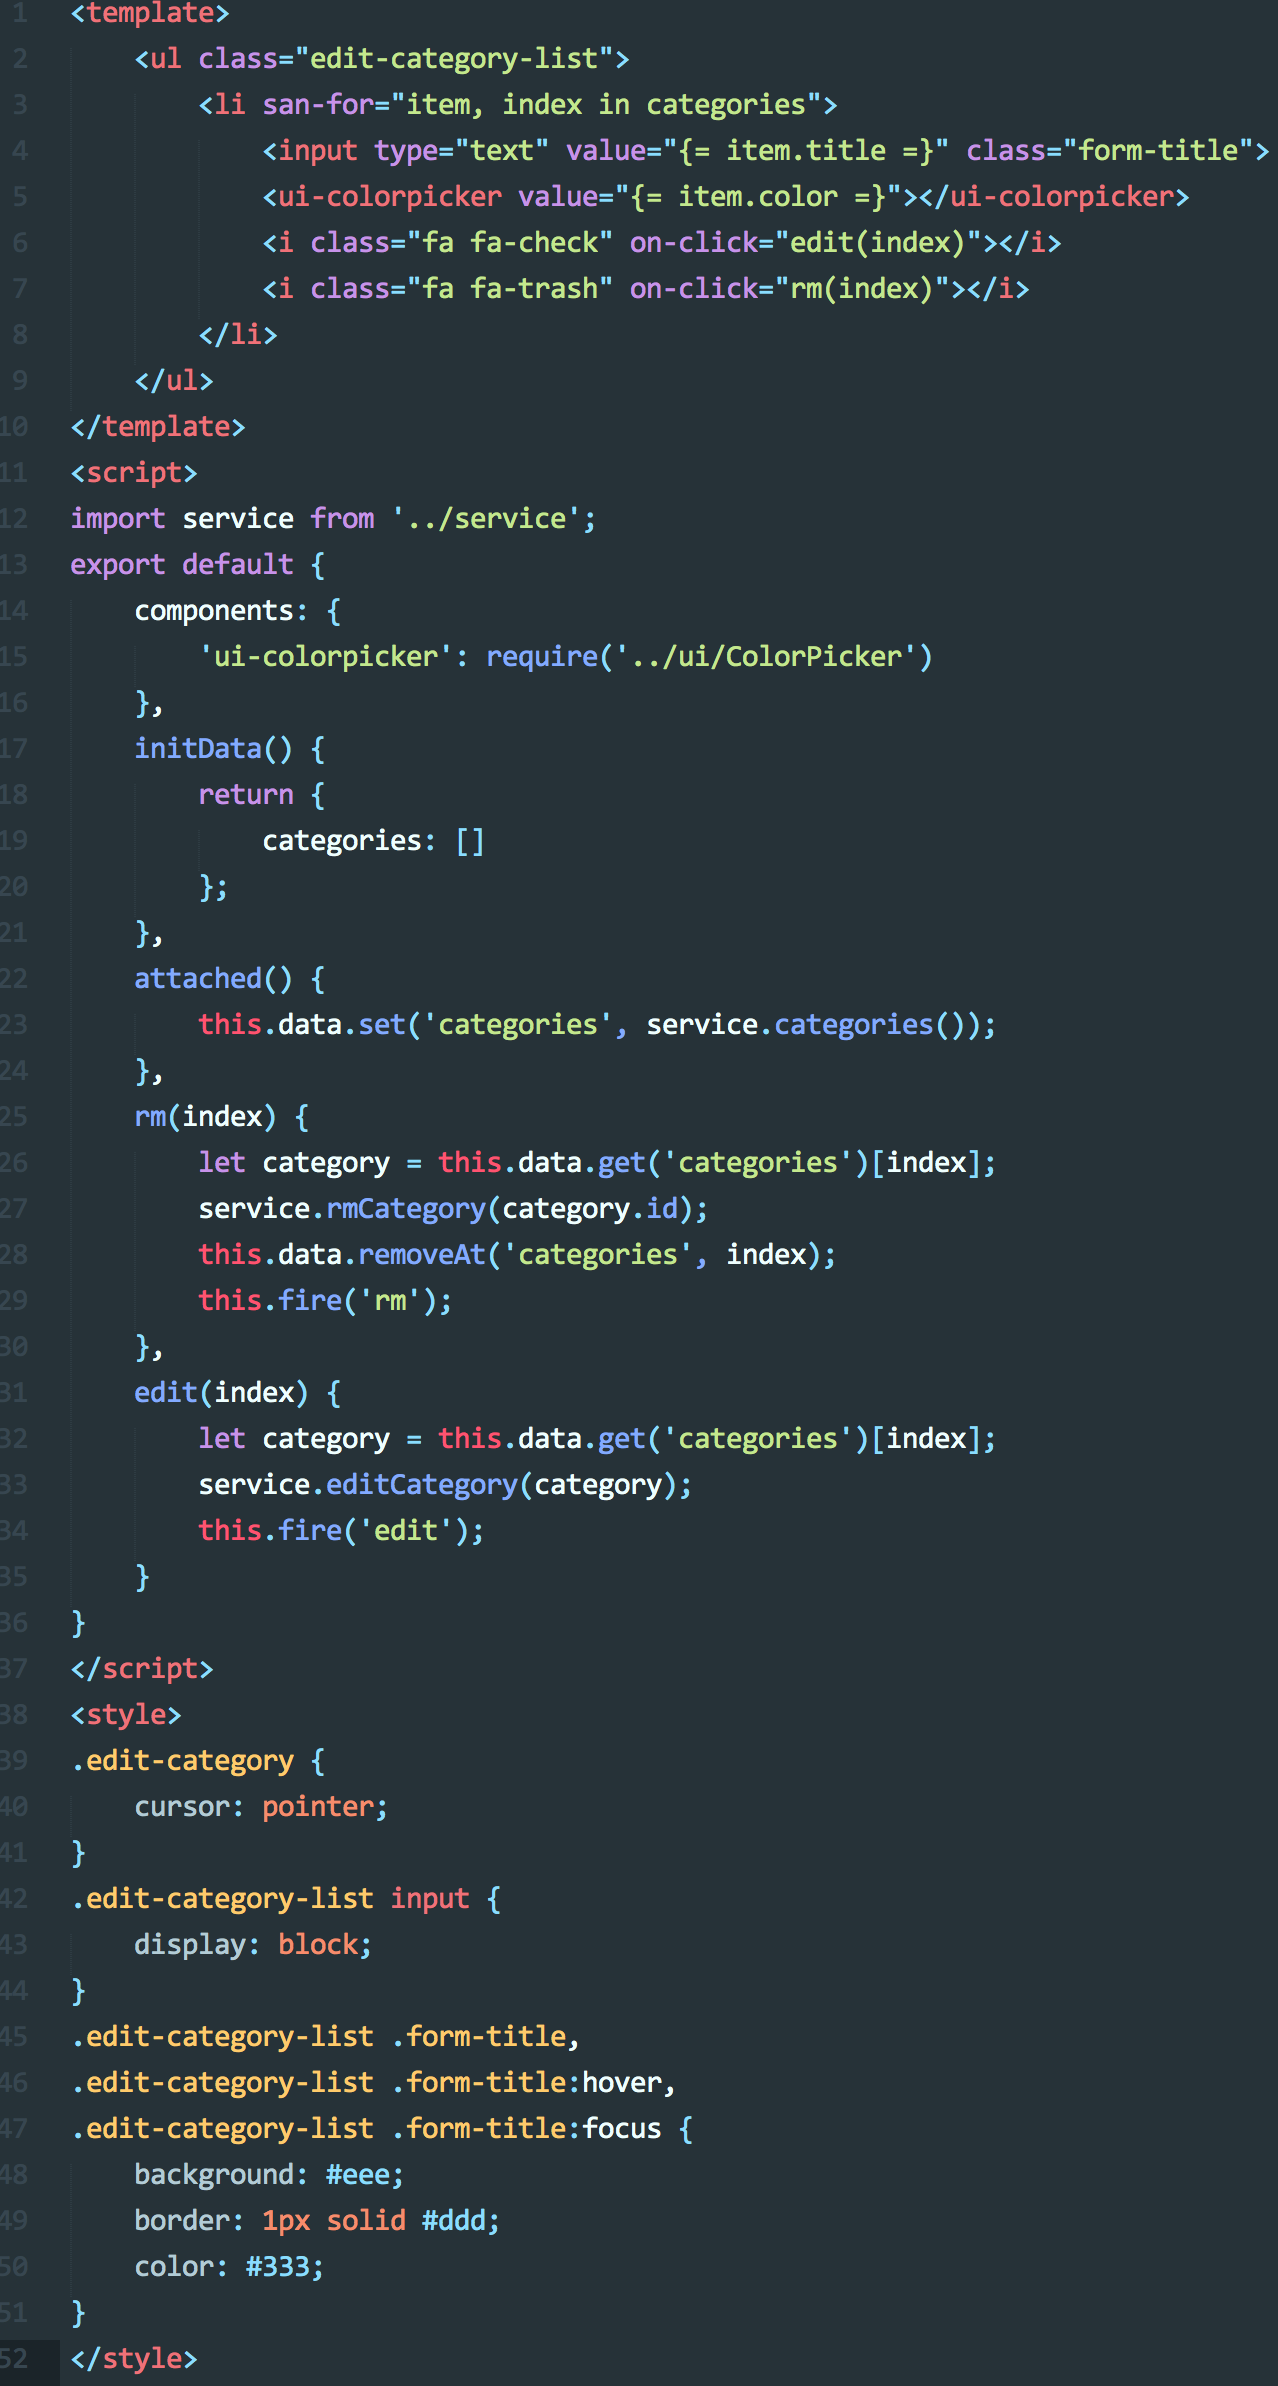 1 <template>
2 <ul class="edit-category-list">
3 <li san-for="item, index in categories">
4 <input type="text" value="{= item.title =}" class="form-title">
5 <ui-colorpicker value="{= item.color =}"></ui-colorpicker>
6 <i class="fa fa-check" on-click="edit(index)"></i>
7 <i class="fa fa-trash" on-click="rm(index)"></i>
8 </li>
9 </ul>
10 </template>
11 <script>
12 import service from '../service';
13 export default {
14 components: {
15 'ui-colorpicker': require('../ui/ColorPicker')
16 },
17 initData() {
18 return {
19 categories: []
20 };
21 },
22 attached() {
23 this.data.set('categories', service.categories());
24 },
25 rm(index) {
26 let category = this.data.get('categories')[index];
27 service.rmCategory(category.id);
28 this.data.removeAt('categories', index);
29 this.fire('rm');
30 },
31 edit(index) {
32 let category = this.data.get('categories')[index];
33 service.editCategory(category);
34 this.fire('edit');
35 }
36 }
37 </script>
38 <style>
39 .edit-category {
40 cursor: pointer;
41 }
42 .edit-category-list input {
43 display: block;
44 }
45 .edit-category-list .form-title,
46 .edit-category-list .form-title:hover,
47 .edit-category-list .form-title:focus {
48 background: #eee;
49 border: 1px solid #ddd;
50 color: #333;
51 }
52 </style>